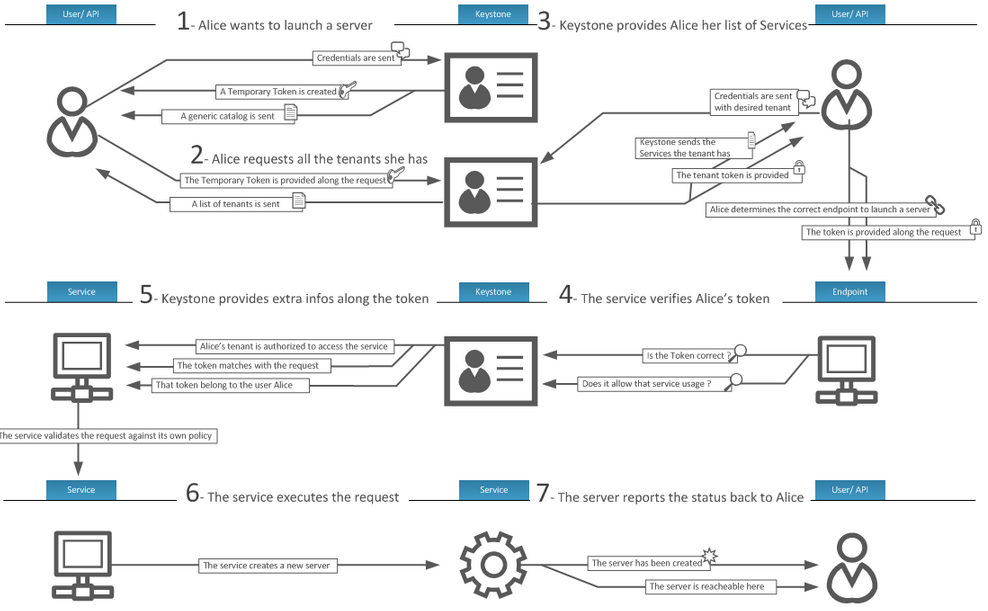 User/ API
1- Alice wants to launch a server
Keystone
3- Keystone provides Alice her list of Services
User/ API
Credentials are sent
A Temporary Token is created
A generic catalog is sent
Credentials are sent
with desired tenant
Keystone sends the
Services the tenant has
The tenant token is provided
2- Alice requests all the tenants she has
The Temporary Token is provided along the request
A list of tenants is sent
Alice determines the correct endpoint to launch a server
The token is provided along the request
Service
5- Keystone provides extra infos along the token
Keystone
4- The service verifies Alice's token
Endpoint
Alice's tenant is authorized to access the service
The token matches with the request
That token belong to the user Alice
Is the Token correct ?
Does it allow that service usage ?
The service validates the request against its own policy
Service
6- The service executes the request
Service
7- The server reports the status back to Alice
User/ API
The service creates a new server
The server has been created
The server is reacheable here